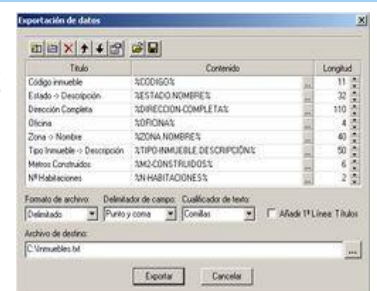 Exportación de datos
Título Contenido Longitud
Código inmueble %CODIGO% 11
Estado -> Descripción %ESTADO.NOMBRE% 32
Dirección Completa %DIRECCION-COMPLETA% 110
Oficina %OFICINA% 4
Zona -> Nombre %ZONA.NOMBRE% 40
Tipo Inmueble -> Descripción %TIPO-INMUEBLE.DESCRIPCIÓN% 50
Metros Construidos %M2-CONSTRUIDOS% 6
Nº Habitaciones %N-HABITACIONES% 2
Formato de archivo: Delimitador de campo: Cualificador de texto:
Delimitado Punto y coma Comillas Añadir 1ª Línea: Títulos
Archivo de destino:
C:\Inmuebles.txt ...
Exportar Cancelar